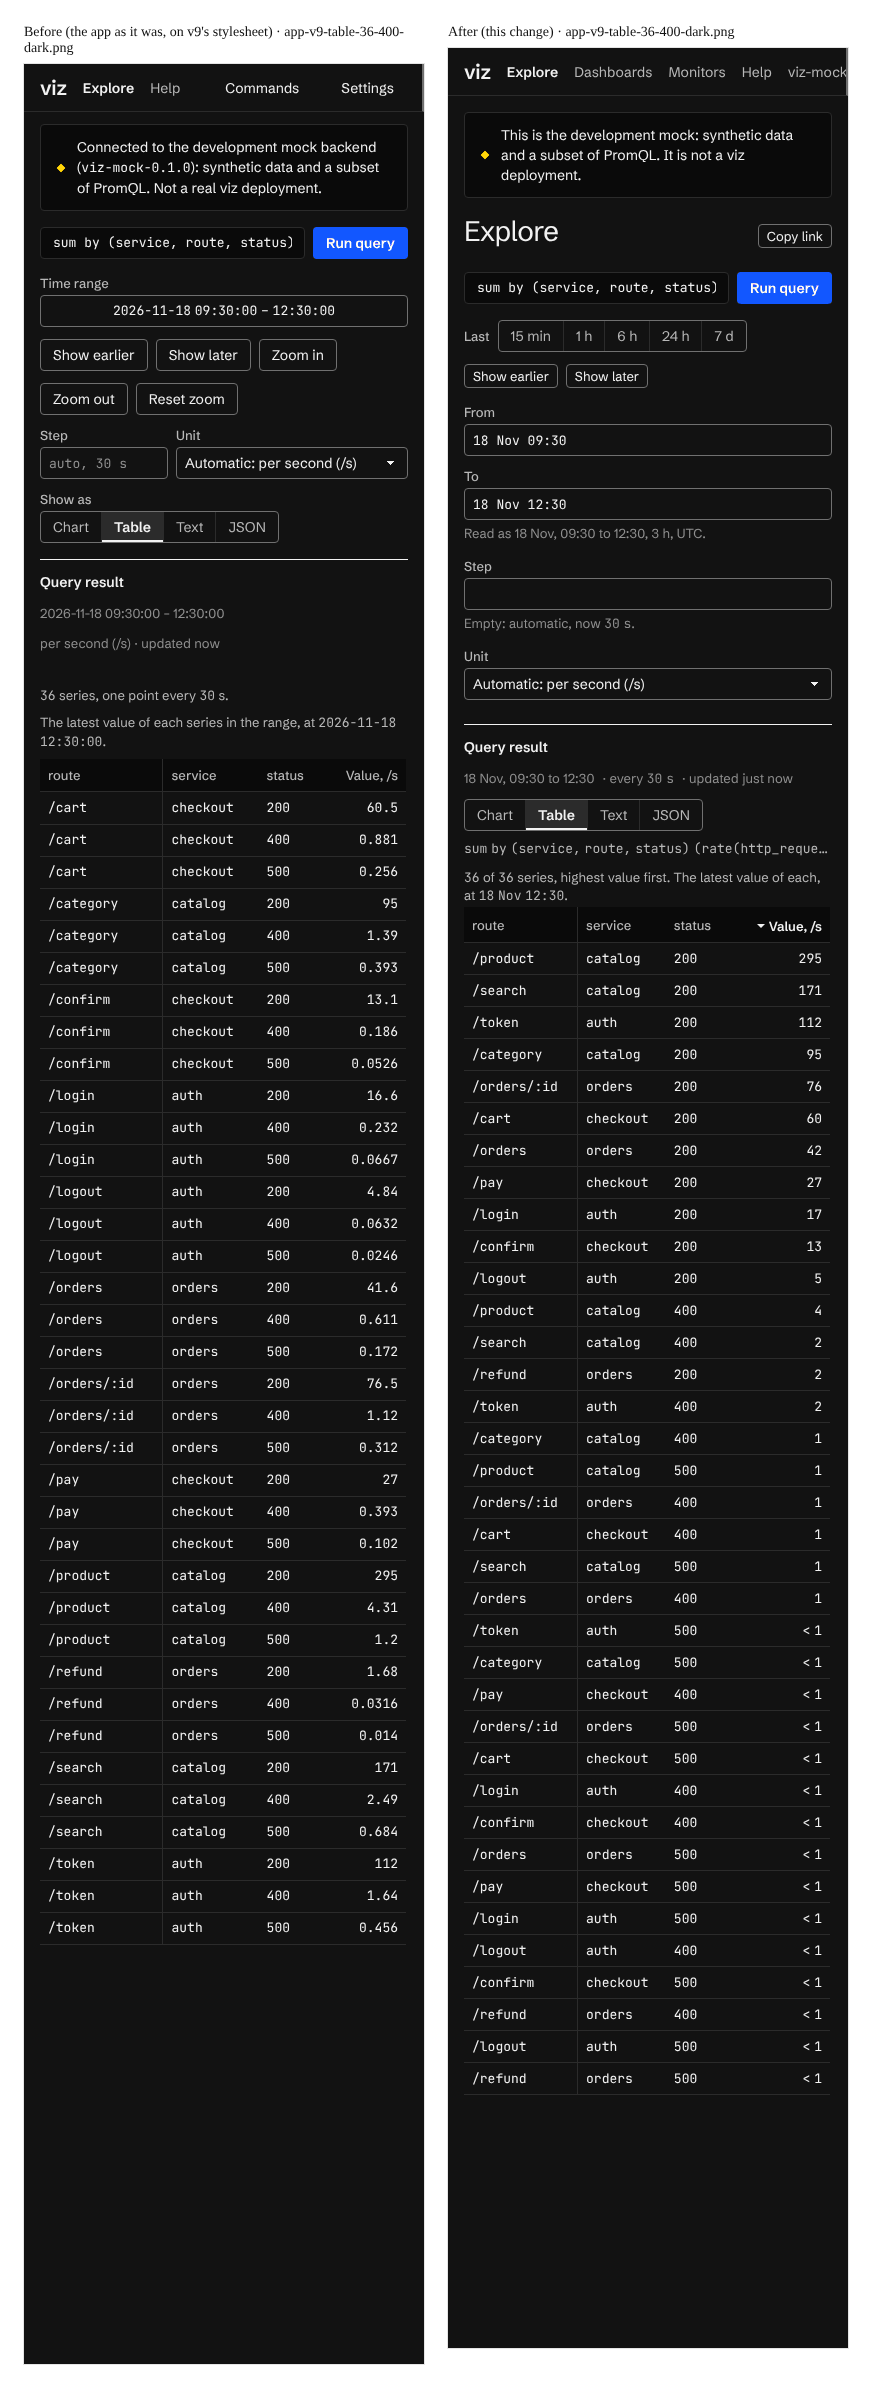 Before (the app as it was, on v9's stylesheet) · app-v9-table-36-400-
dark.png
viz Explore Help Commands Settings
Connected to the development mock backend
(viz-mock-0.1.0): synthetic data and a subset
of PromQL. Not a real viz deployment.
sum by (service, route, status) Run query
Time range
2026-11-18 09:30:00 – 12:30:00
Show earlier Show later Zoom in
Zoom out Reset zoom
Step Unit
auto, 30 s Automatic: per second (/s)
Show as
Chart Table Text JSON
Query result
2026-11-18 09:30:00 – 12:30:00
per second (/s) · updated now
36 series, one point every 30 s.
The latest value of each series in the range, at 2026-11-18
12:30:00.
route service status Value, /s
/cart checkout 200 60.5
/cart checkout 400 0.881
/cart checkout 500 0.256
/category catalog 200 95
/category catalog 400 1.39
/category catalog 500 0.393
/confirm checkout 200 13.1
/confirm checkout 400 0.186
/confirm checkout 500 0.0526
/login auth 200 16.6
/login auth 400 0.232
/login auth 500 0.0667
/logout auth 200 4.84
/logout auth 400 0.0632
/logout auth 500 0.0246
/orders orders 200 41.6
/orders orders 400 0.611
/orders orders 500 0.172
/orders/:id orders 200 76.5
/orders/:id orders 400 1.12
/orders/:id orders 500 0.312
/pay checkout 200 27
/pay checkout 400 0.393
/pay checkout 500 0.102
/product catalog 200 295
/product catalog 400 4.31
/product catalog 500 1.2
/refund orders 200 1.68
/refund orders 400 0.0316
/refund orders 500 0.014
/search catalog 200 171
/search catalog 400 2.49
/search catalog 500 0.684
/token auth 200 112
/token auth 400 1.64
/token auth 500 0.456
After (this change) · app-v9-table-36-400-dark.png
viz Explore Dashboards Monitors Help viz-mock
This is the development mock: synthetic data
and a subset of PromQL. It is not a viz
deployment.
Explore Copy link
sum by (service, route, status) Run query
Last 15 min 1 h 6 h 24 h 7 d
Show earlier Show later
From
18 Nov 09:30
To
18 Nov 12:30
Read as 18 Nov, 09:30 to 12:30, 3 h, UTC.
Step
Empty: automatic, now 30 s.
Unit
Automatic: per second (/s)
Query result
18 Nov, 09:30 to 12:30 · every 30 s · updated just now
Chart Table Text JSON
sum by (service, route, status) (rate(http_reque…
36 of 36 series, highest value first. The latest value of each,
at 18 Nov 12:30.
route service status Value, /s
/product catalog 200 295
/search catalog 200 171
/token auth 200 112
/category catalog 200 95
/orders/:id orders 200 76
/cart checkout 200 60
/orders orders 200 42
/pay checkout 200 27
/login auth 200 17
/confirm checkout 200 13
/logout auth 200 5
/product catalog 400 4
/search catalog 400 2
/refund orders 200 2
/token auth 400 2
/category catalog 400 1
/product catalog 500 1
/orders/:id orders 400 1
/cart checkout 400 1
/search catalog 500 1
/orders orders 400 1
/token auth 500 < 1
/category catalog 500 < 1
/pay checkout 400 < 1
/orders/:id orders 500 < 1
/cart checkout 500 < 1
/login auth 400 < 1
/confirm checkout 400 < 1
/orders orders 500 < 1
/pay checkout 500 < 1
/login auth 500 < 1
/logout auth 400 < 1
/confirm checkout 500 < 1
/refund orders 400 < 1
/logout auth 500 < 1
/refund orders 500 < 1